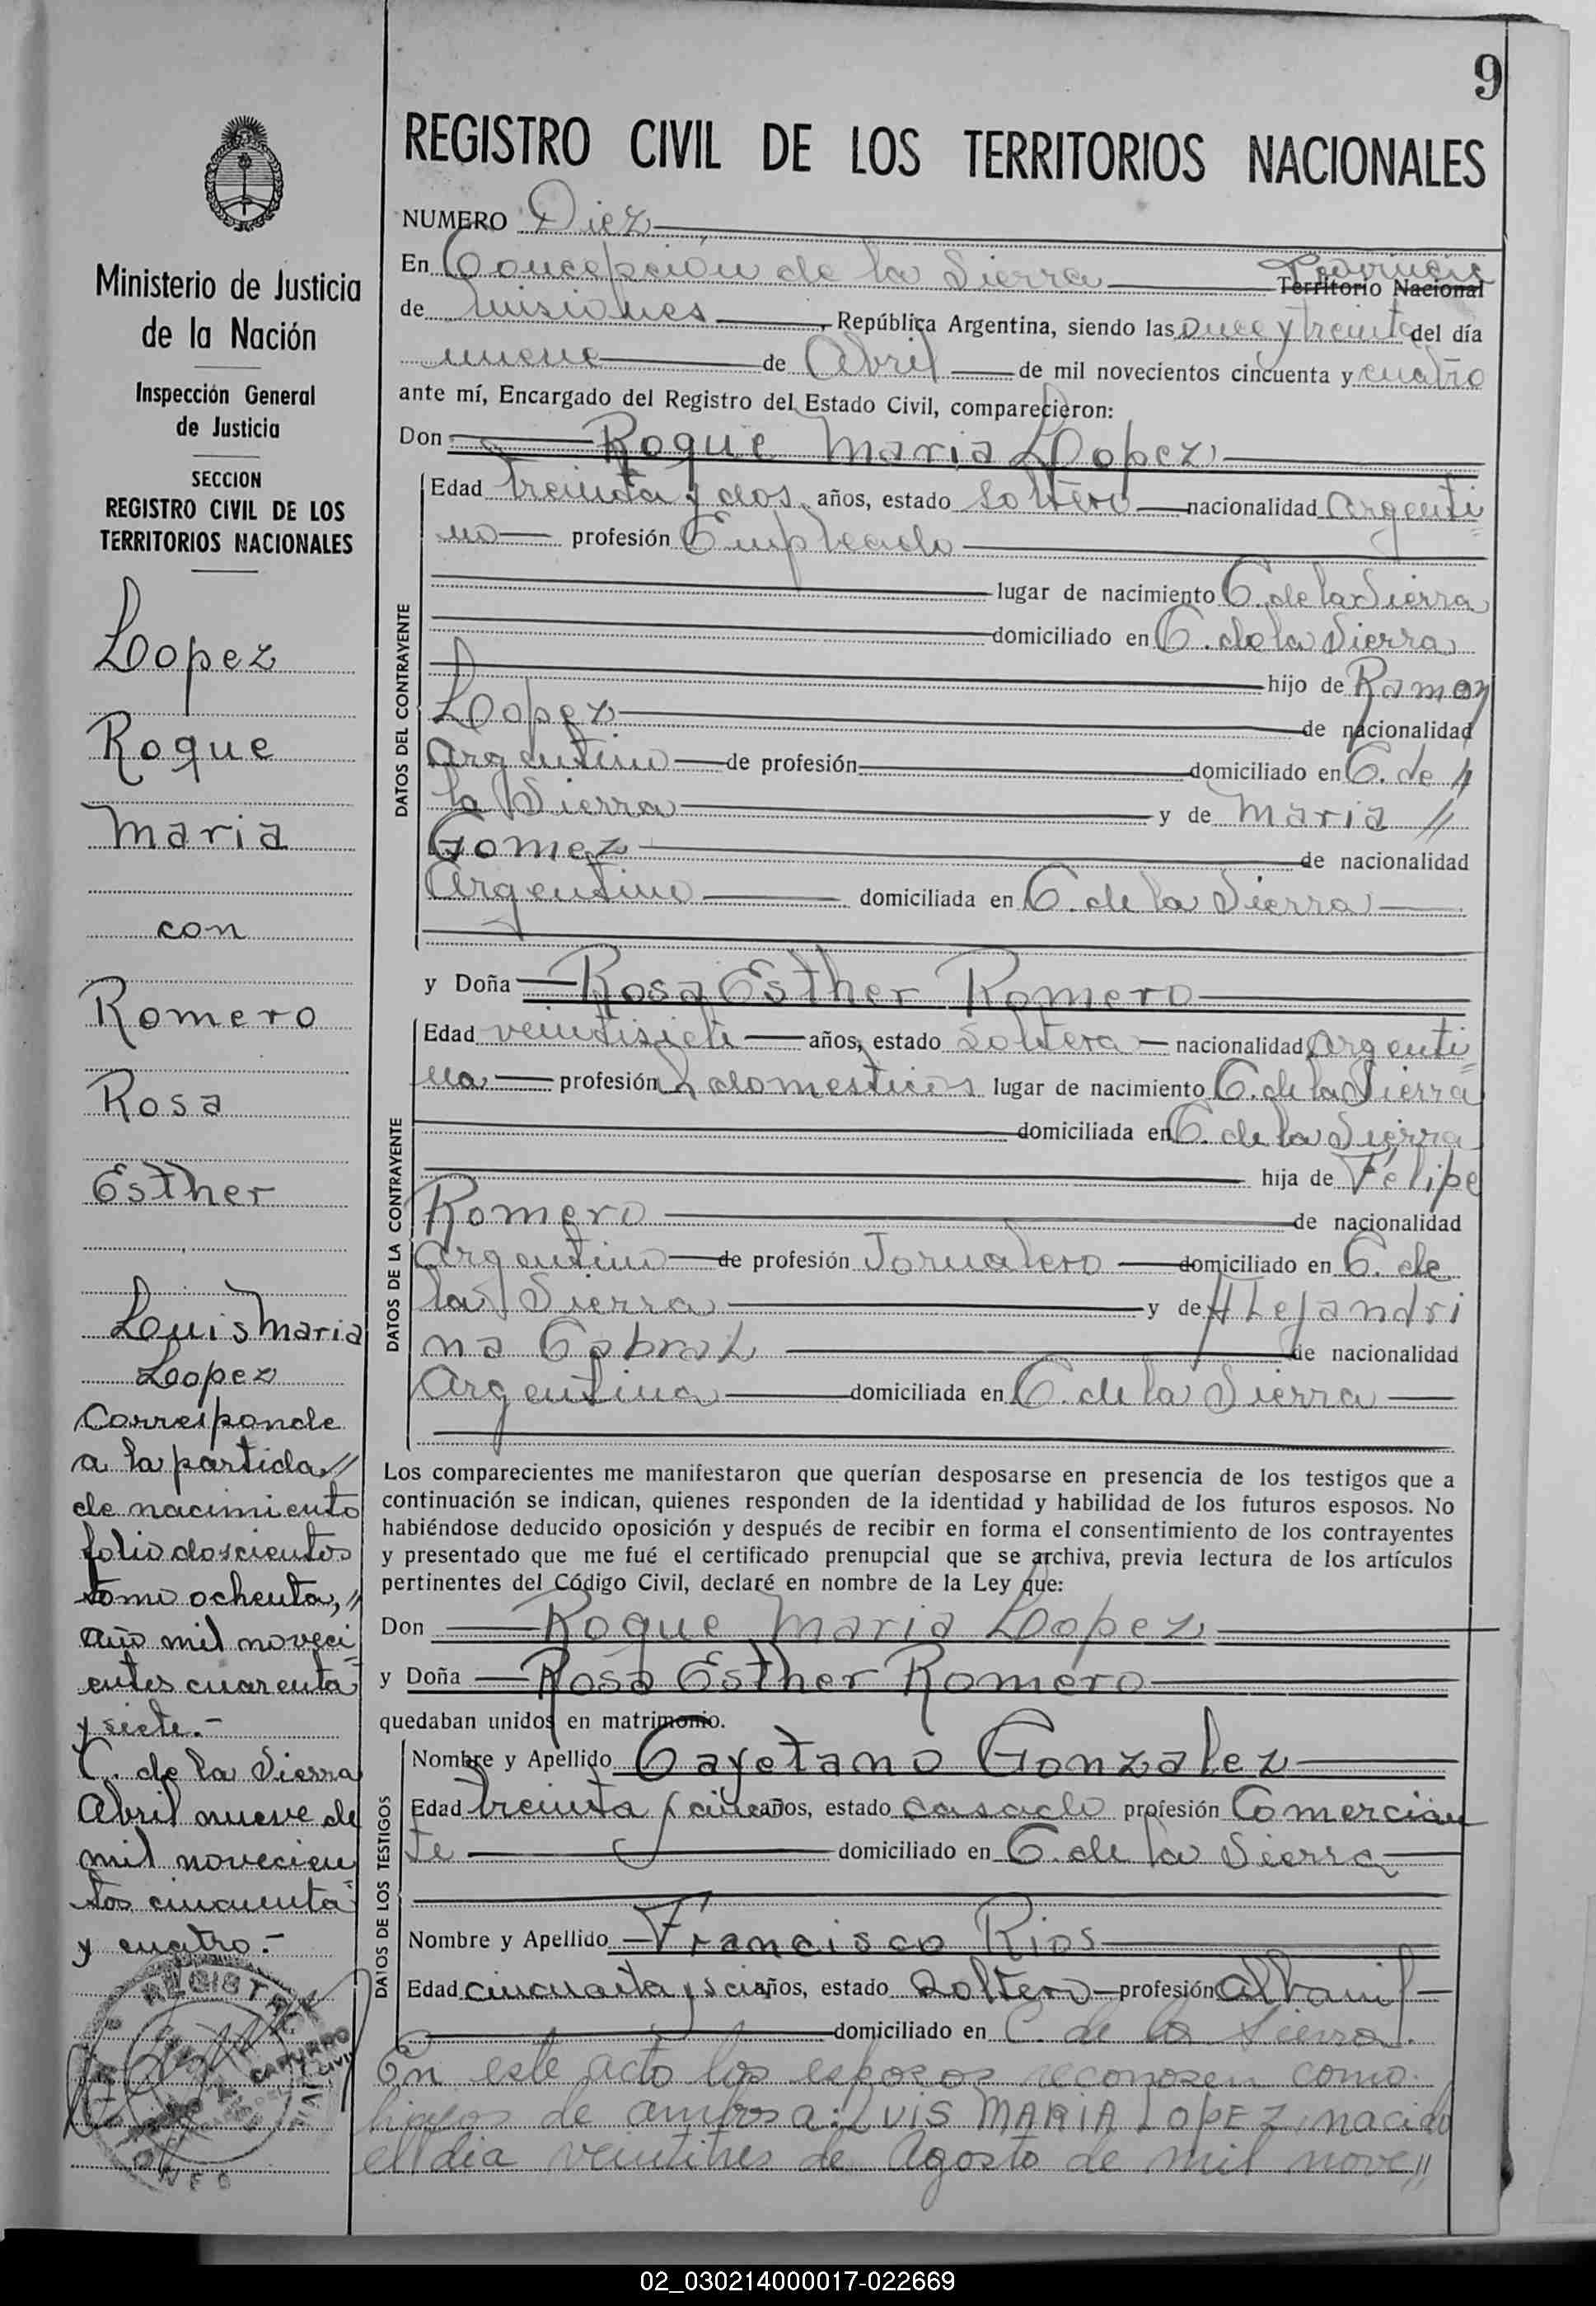 9
REGISTRO CIVIL DE LOS TERRITORIOS NACIONALES
NUMERO Diez
En Concepción de la Sierra Provincia
Territorio Nacional
de Misiones, República Argentina, siendo las once y treinta del día
nueve de Abril de mil novecientos cincuenta y cuatro
ante mí, Encargado del Registro del Estado Civil, comparecieron:
Don Roque Maria Lopez
DATOS DEL CONTRAYENTE
Edad treinta y dos años, estado soltero nacionalidad Argenti
no profesión Empleado
lugar de nacimiento C. de la Sierra
domiciliado en C. de la Sierra
hijo de Ramon
Lopez de nacionalidad
Argentino de profesión domiciliado en C. de //
la Sierra y de Maria //
Gomez de nacionalidad
Argentino domiciliada en C. de la Sierra
y Doña Rosa Esther Romero
DATOS DE LA CONTRAYENTE
Edad veintisiete años, estado soltera nacionalidad Argenti
na profesión domesticos lugar de nacimiento C. de la Sierra
domiciliada en C. de la Sierra
hija de Felipe
Romero de nacionalidad
Argentino de profesión Jornalero domiciliado en C. de
la Sierra y de Alejandri
na Cabral de nacionalidad
Argentina domiciliada en C. de la Sierra
Los comparecientes me manifestaron que querían desposarse en presencia de los testigos que a
continuación se indican, quienes responden de la identidad y habilidad de los futuros esposos. No
habiéndose deducido oposición y después de recibir en forma el consentimiento de los contrayentes
y presentado que me fué el certificado prenupcial que se archiva, previa lectura de los artículos
pertinentes del Código Civil, declaré en nombre de la Ley que:
Don Roque Maria Lopez
y Doña Rosa Esther Romero
quedaban unidos en matrimonio.
DATOS DE LOS TESTIGOS
Nombre y Apellido Cayetano Gonzalez
Edad treinta y cinco años, estado casado profesión Comercian
te domiciliado en C. de la Sierra
Nombre y Apellido Francisco Rios
Edad cincuenta y seis años, estado soltero profesión albanil
domiciliado en C. de la Sierra.
En este acto los esposos reconosen como
hijos de ambos a: LUIS MARIA LOPEZ, nacido
el dia veintitres de Agosto de mil nove//
Ministerio de Justicia
de la Nación
Inspección General
de Justicia
SECCION
REGISTRO CIVIL DE LOS
TERRITORIOS NACIONALES
Lopez
Roque
Maria
con
Romero
Rosa
Esther
Luis Maria
Lopez
Corresponde
a la partida //
de nacimiento
folio doscientos
tomo ochenta, //
año mil noveci
entos cuarenta
y siete.-
C. de la Sierra
Abril nueve de
mil novecien
tos cincuenta
y cuatro.-
REGISTRO
CAPURRO
CIVIL
02_030214000017-022669